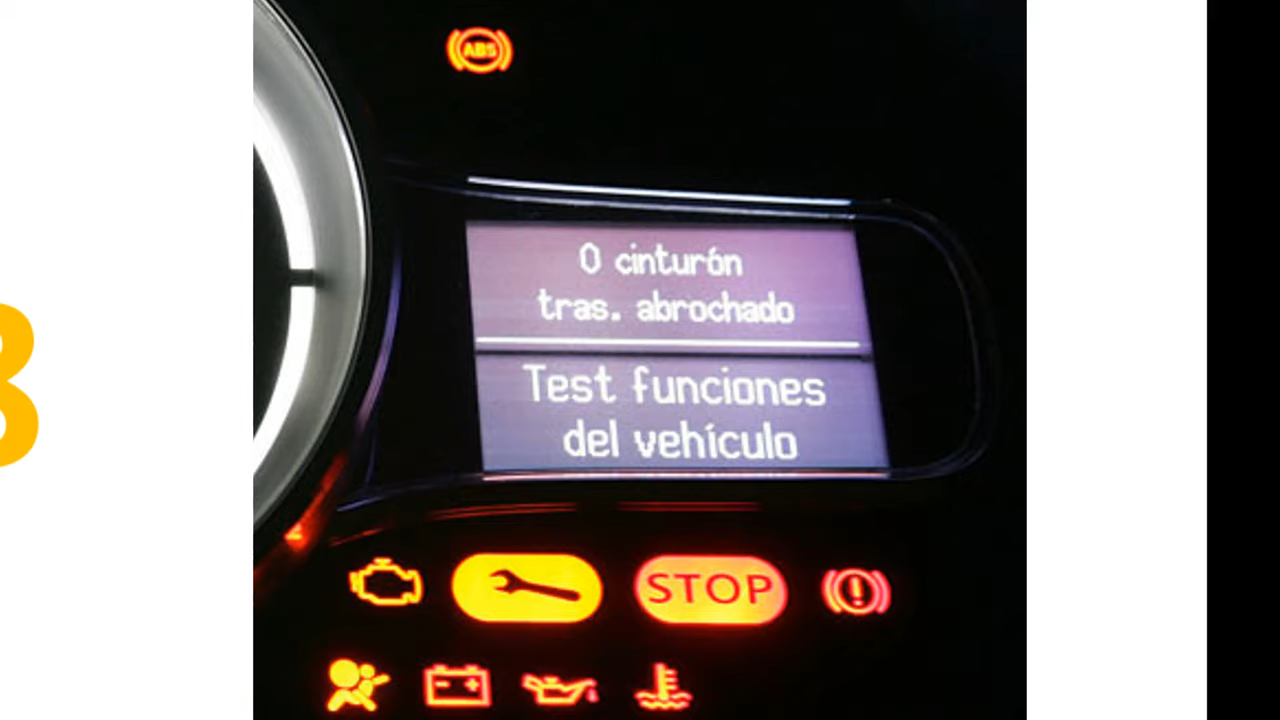 ABS
0 cinturón
tras. abrochado
Test funciones
del vehículo
STOP